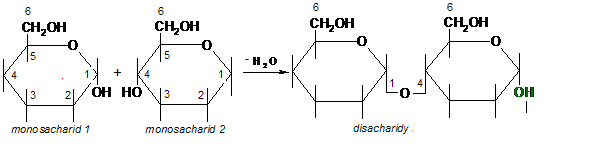 6 6 6 6
CH₂OH CH₂OH CH₂OH CH₂OH
5 O 5 O O O
4 1 + 4 1 - H₂O 1 4
OH HO O OH
3 2 3 2
monosacharid 1 monosacharid 2 disacharidy .